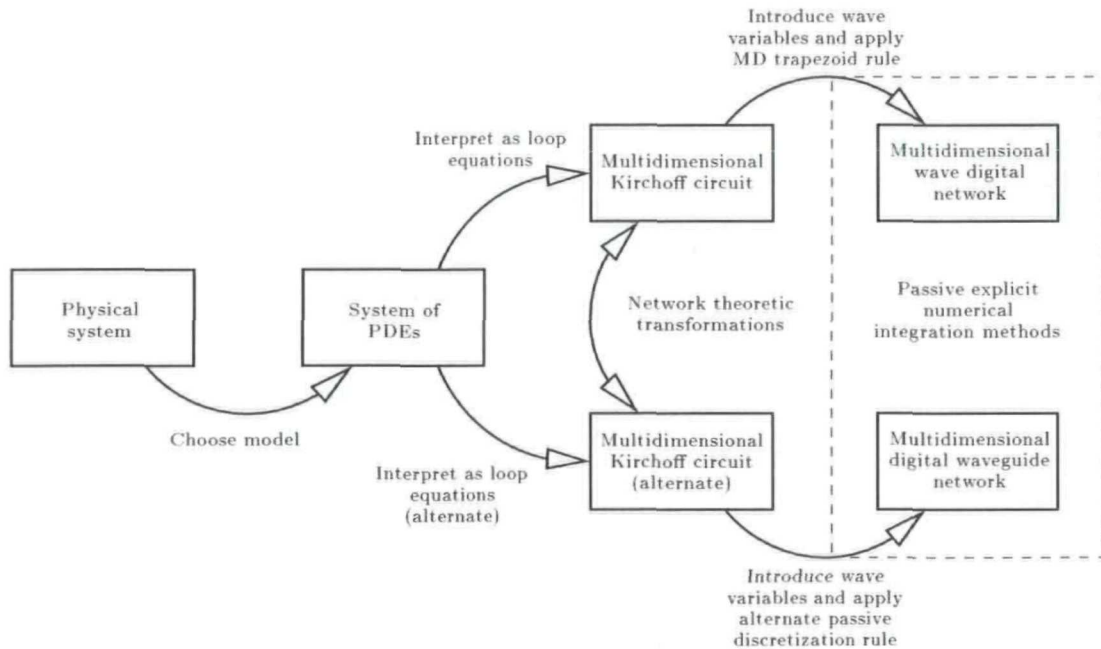 Introduce wave
variables and apply
MD trapezoid rule
Interpret as loop
equations
Multidimensional
Kirchoff circuit
Multidimensional
wave digital
network
Physical
system
System of
PDEs
Network theoretic
transformations
Passive explicit
numerical
integration methods
Choose model
Interpret as loop
equations
(alternate)
Multidimensional
Kirchoff circuit
(alternate)
Multidimensional
digital waveguide
network
Introduce wave
variables and apply
alternate passive
discretization rule